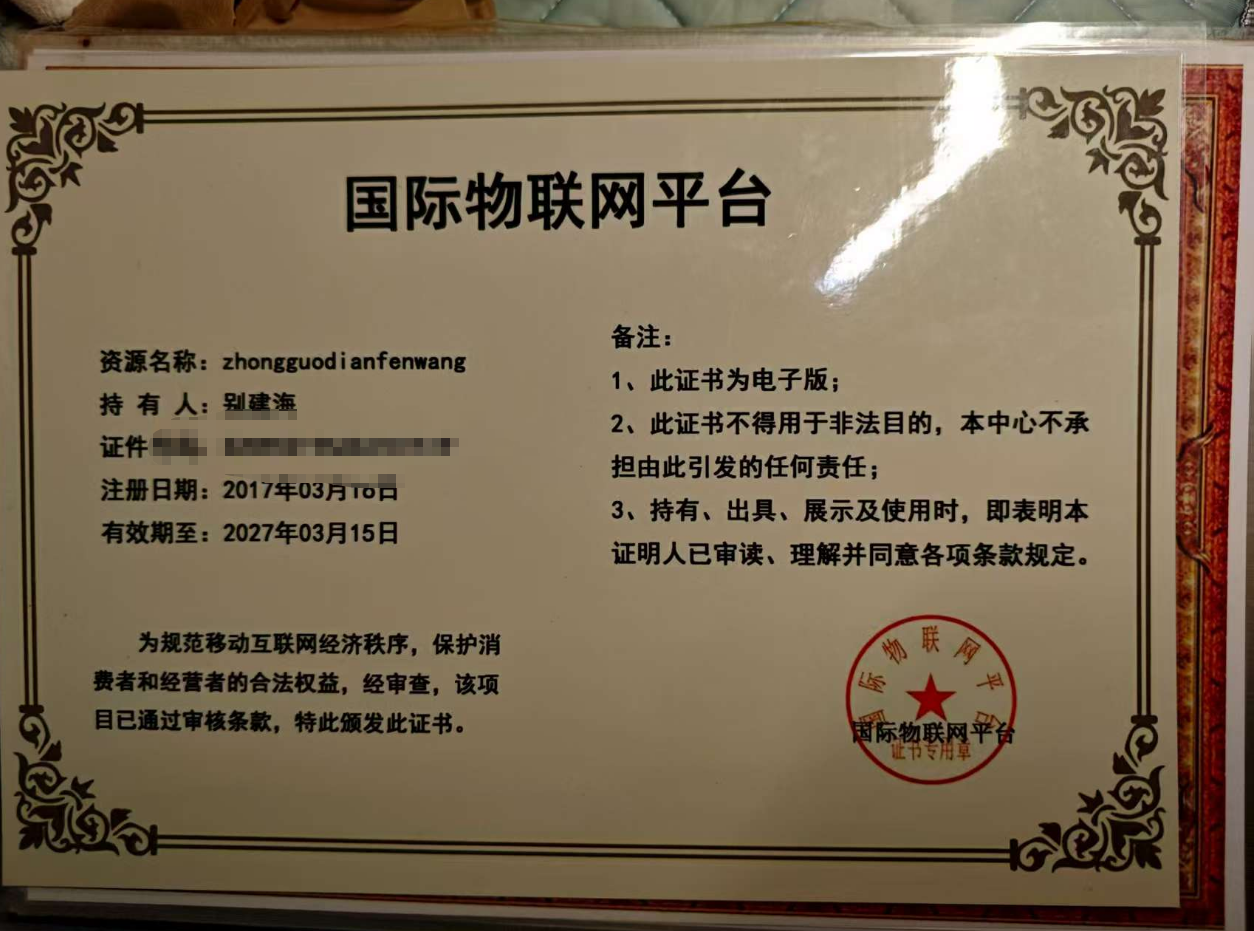 国际物联网平台
资源名称：zhongguodianfenwang
持 有 人：别建海
证件
注册日期：2017年03月16日
有效期至：2027年03月15日
为规范移动互联网经济秩序，保护消
费者和经营者的合法权益，经审查，该项
目已通过审核条款，特此颁发此证书。
备注：
1、此证书为电子版；
2、此证书不得用于非法目的，本中心不承
担由此引发的任何责任；
3、持有、出具、展示及使用时，即表明本
证明人已审读、理解并同意各项条款规定。
国际物联网平台
国际物联网平台
证书专用章